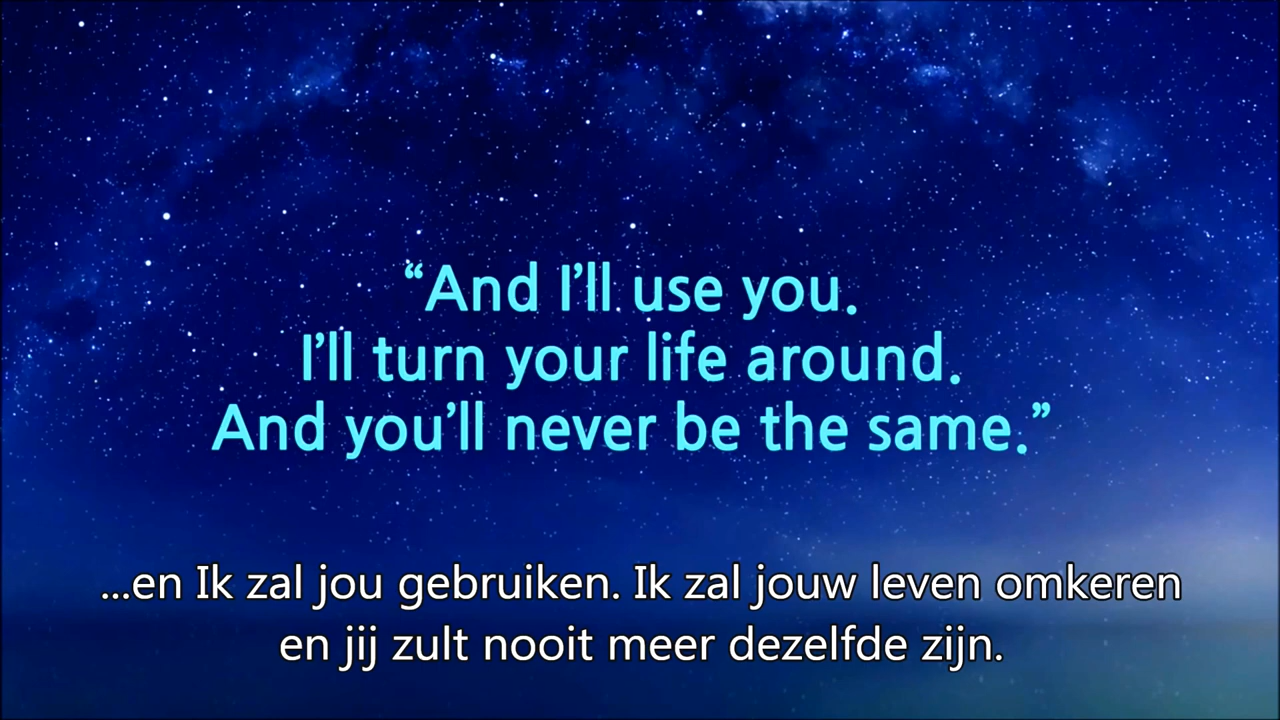 “And I’ll use you.
I’ll turn your life around.
And you’ll never be the same.”
...en Ik zal jou gebruiken. Ik zal jouw leven omkeren
en jij zult nooit meer dezelfde zijn.